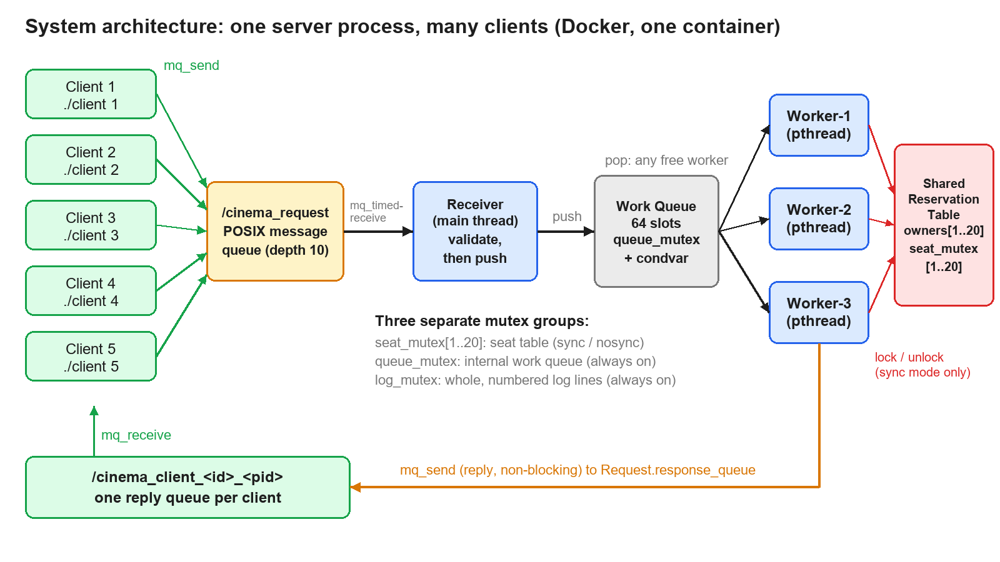 System architecture: one server process, many clients (Docker, one container)
mq_send
Client 1
./client 1
Client 2
./client 2
Client 3
./client 3
Client 4
./client 4
Client 5
./client 5
/cinema_request
POSIX message
queue (depth 10)
mq_timed-
receive
Receiver
(main thread)
validate,
then push
push
pop: any free worker
Work Queue
64 slots
queue_mutex
+ condvar
Worker-1
(pthread)
Worker-2
(pthread)
Worker-3
(pthread)
Shared
Reservation
Table
owners[1..20]
seat_mutex
[1..20]
lock / unlock
(sync mode only)
Three separate mutex groups:
seat_mutex[1..20]: seat table (sync / nosync)
queue_mutex: internal work queue (always on)
log_mutex: whole, numbered log lines (always on)
mq_receive
/cinema_client_<id>_<pid>
one reply queue per client
mq_send (reply, non-blocking) to Request.response_queue